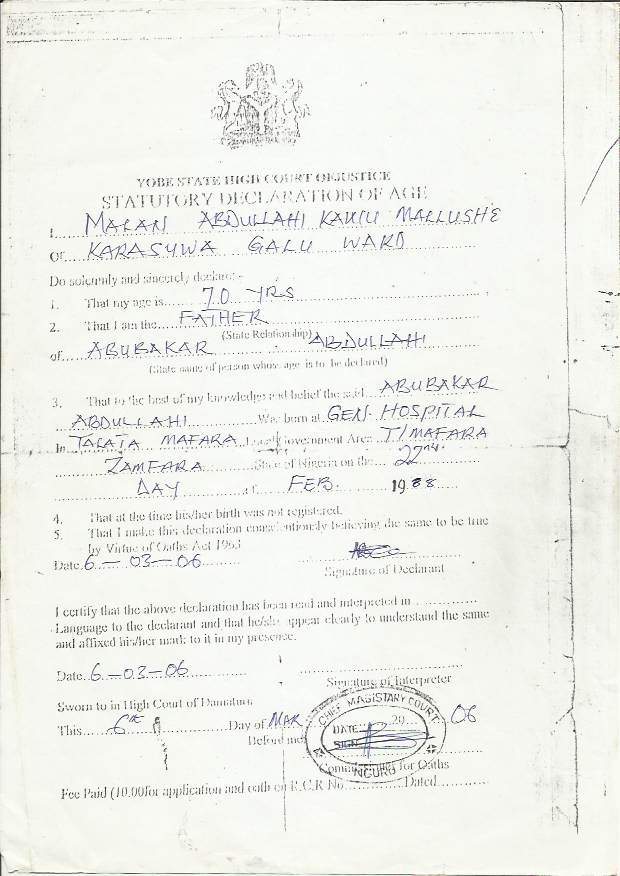 YOBE STATE HIGH COURT OF JUSTICE
STATUTORY DECLARATION OF AGE
I MALAN ABDULLAHI KAWU MALLUSHE
Of KARASUWA GALU WAKO
Do solemnly and sincerely declare:-
1. That my age is 70 YRS
2. That I am the FATHER
(State Relationship)
of ABUBAKAR ABDULLAHI
(State name of person whose age is to be declared)
3. That to the best of my knowledge and belief the said ABUBAKAR
ABDULLAHI Was born at GEN. HOSPITAL
In TALATA MAFARA Local Government Area T/MAFARA
ZAMFARA State of Nigeria on the 22nd
DAY of FEB. 1988
4. That at the time his/her birth was not registered.
5. That I make this declaration conscientiously believing the same to be true
by Virtue of Oaths Act 1963
Date 6-03-06
Signature of Declarant
I certify that the above declaration has been read and interpreted in
Language to the declarant and that he/she appear clearly to understand the same
and affixed his/her mark to it in my presence.
Date 6-03-06
Signature of Interpreter
Sworn to in High Court of Damaturu
This 6th Day of MAR 20 06
Before me
CHIEF MAGISTARY COURT
DATE:
SIGN
NGURU
Commissioner for Oaths
Fee Paid (10.00for application and oath on R.C.R No Dated